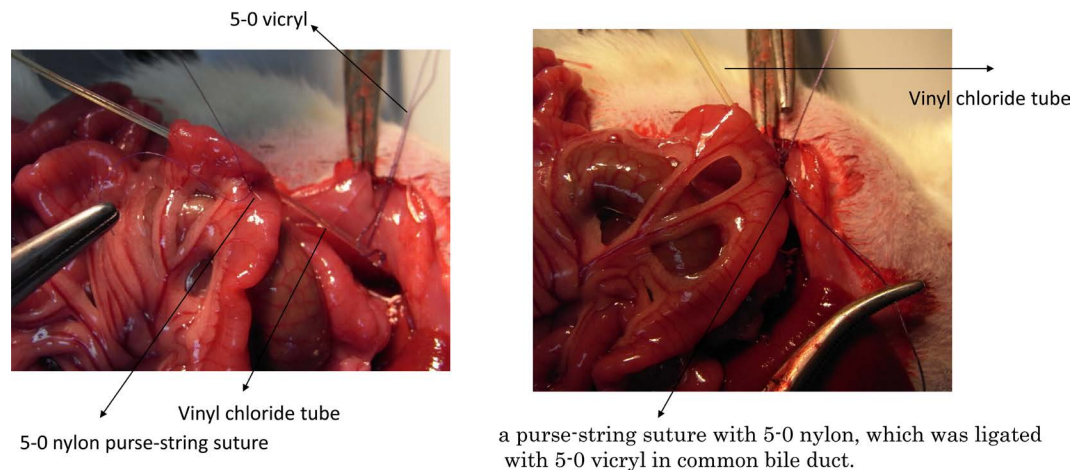 5-0 vicryl
Vinyl chloride tube
5-0 nylon purse-string suture
Vinyl chloride tube
a purse-string suture with 5-0 nylon, which was ligated
with 5-0 vicryl in common bile duct.